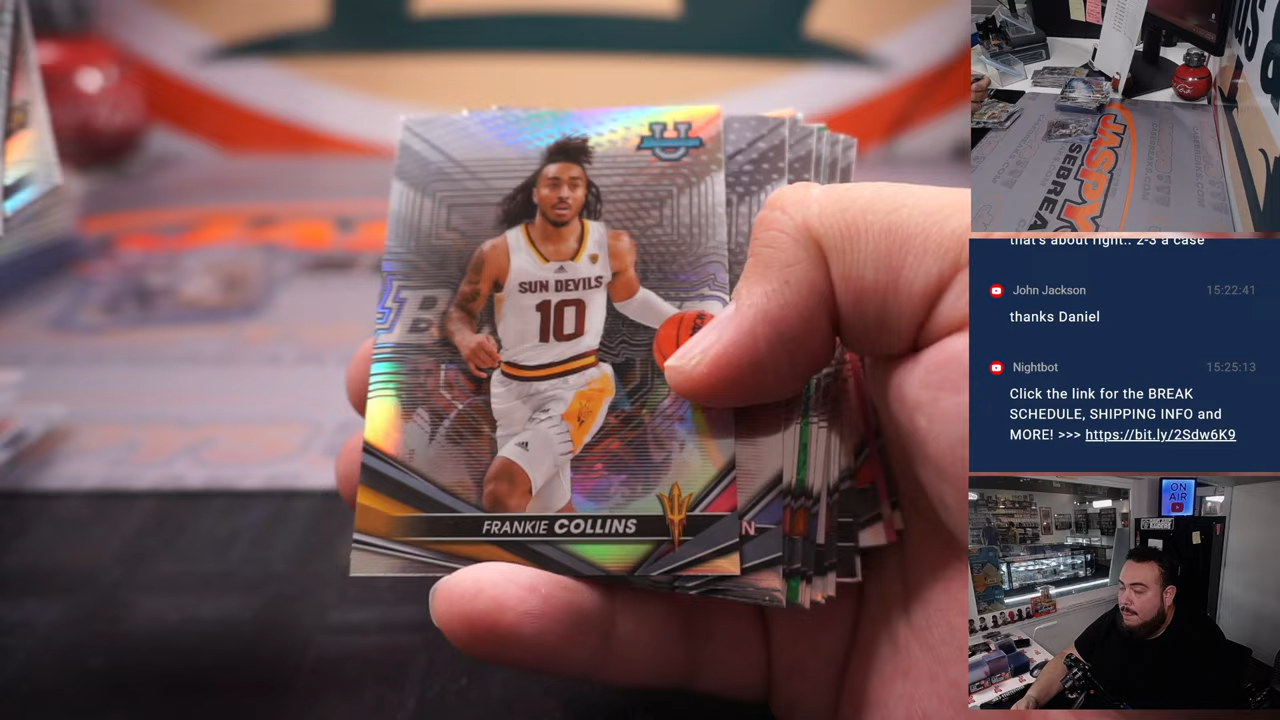 U
SUN DEVILS
10
FRANKIE COLLINS
N
JASPY
CASEBREA
that's about right.. 2-3 a case
John Jackson 15:22:41
thanks Daniel
Nightbot 15:25:13
Click the link for the BREAK
SCHEDULE, SHIPPING INFO and
MORE! >>> https://bit.ly/2Sdw6K9
ON
AIR